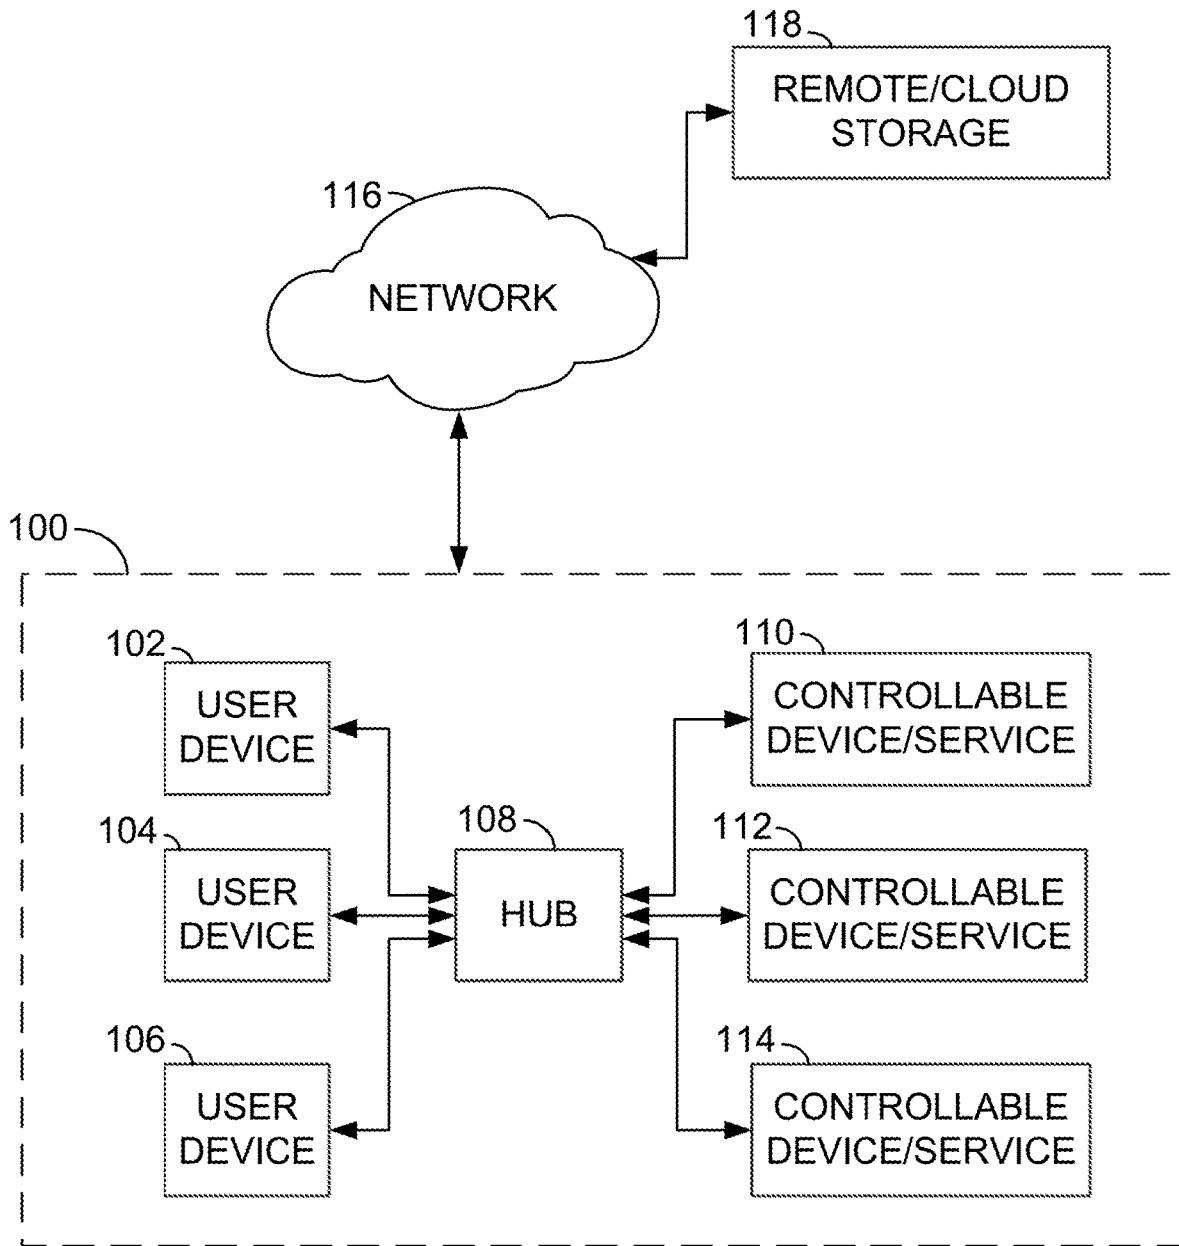 118
REMOTE/CLOUD
STORAGE
116
NETWORK
100
102
USER
DEVICE
110
CONTROLLABLE
DEVICE/SERVICE
104
USER
DEVICE
108
HUB
112
CONTROLLABLE
DEVICE/SERVICE
106
USER
DEVICE
114
CONTROLLABLE
DEVICE/SERVICE